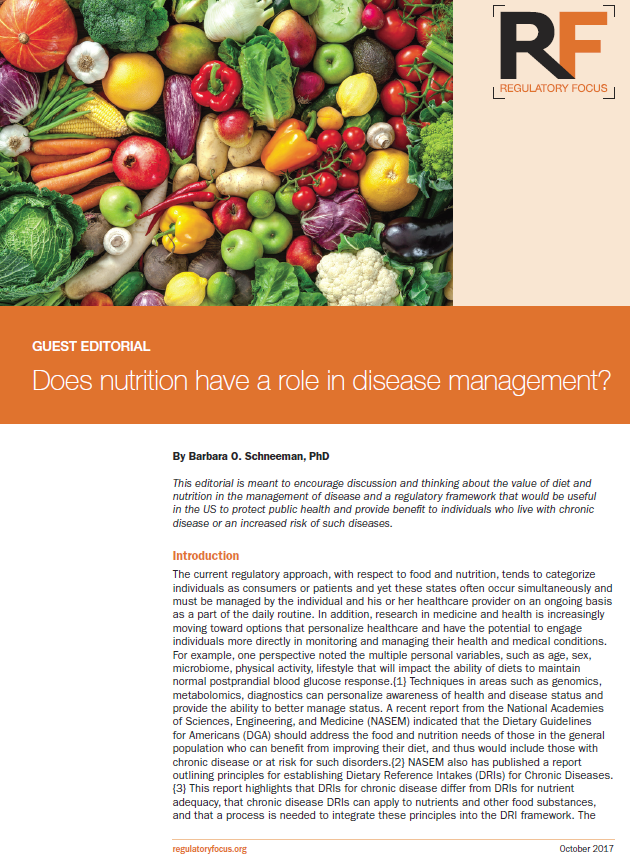 RF
REGULATORY FOCUS
GUEST EDITORIAL
Does nutrition have a role in disease management?
By Barbara O. Schneeman, PhD
This editorial is meant to encourage discussion and thinking about the value of diet and
nutrition in the management of disease and a regulatory framework that would be useful
in the US to protect public health and provide benefit to individuals who live with chronic
disease or an increased risk of such diseases.
Introduction
The current regulatory approach, with respect to food and nutrition, tends to categorize
individuals as consumers or patients and yet these states often occur simultaneously and
must be managed by the individual and his or her healthcare provider on an ongoing basis
as a part of the daily routine. In addition, research in medicine and health is increasingly
moving toward options that personalize healthcare and have the potential to engage
individuals more directly in monitoring and managing their health and medical conditions.
For example, one perspective noted the multiple personal variables, such as age, sex,
microbiome, physical activity, lifestyle that will impact the ability of diets to maintain
normal postprandial blood glucose response.{1} Techniques in areas such as genomics,
metabolomics, diagnostics can personalize awareness of health and disease status and
provide the ability to better manage status. A recent report from the National Academies
of Sciences, Engineering, and Medicine (NASEM) indicated that the Dietary Guidelines
for Americans (DGA) should address the food and nutrition needs of those in the general
population who can benefit from improving their diet, and thus would include those with
chronic disease or at risk for such disorders.{2} NASEM also has published a report
outlining principles for establishing Dietary Reference Intakes (DRIs) for Chronic Diseases.
{3} This report highlights that DRIs for chronic disease differ from DRIs for nutrient
adequacy, that chronic disease DRIs can apply to nutrients and other food substances,
and that a process is needed to integrate these principles into the DRI framework. The
regulatoryfocus.org
October 2017